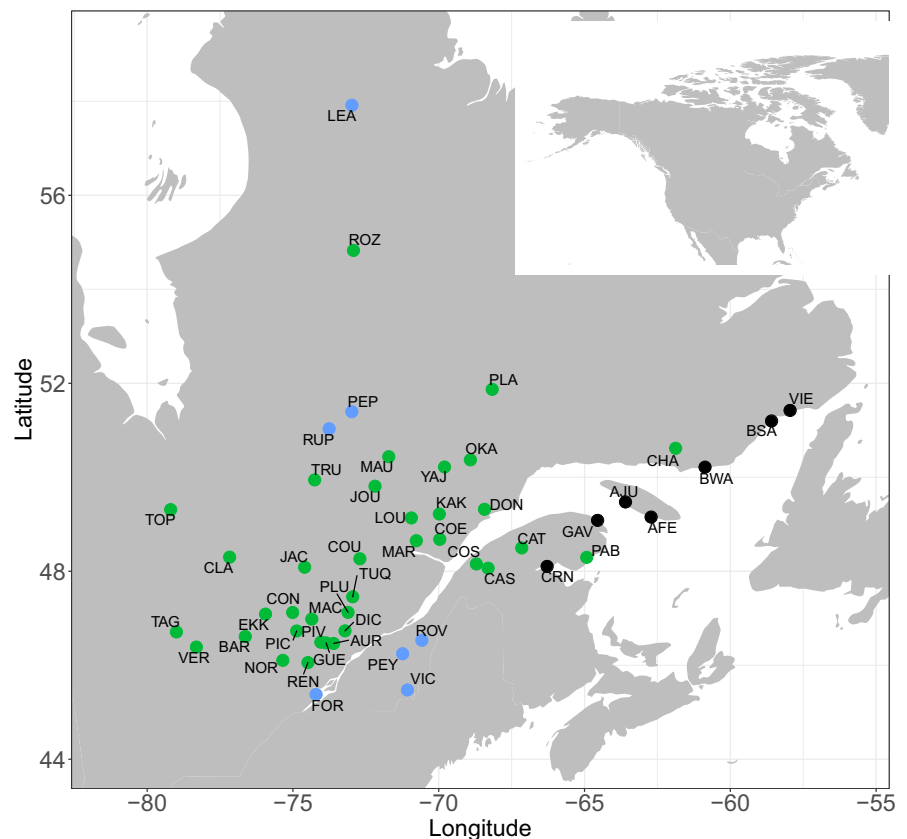 LEA
56
ROZ
PLA
52
PEP
VIE
RUP
BSA
OKA
CHA
MAU
TRU
YAJ
BWA
JOU
AJU
KAK
DON
TOP
LOU
AFE
GAV
COE
CAT
COU
MAR
COS
PAB
JAC
CLA
48
TUQ
CAS
CRN
PLU
CON
MAC
DIC
TAG
EKK
PIV
ROV
BAR
PIC
AUR
VER
GUE
PEY
NOR
REN
VIC
FOR
44
Latitude
−80 −75 −70 −65 −60 −55
Longitude